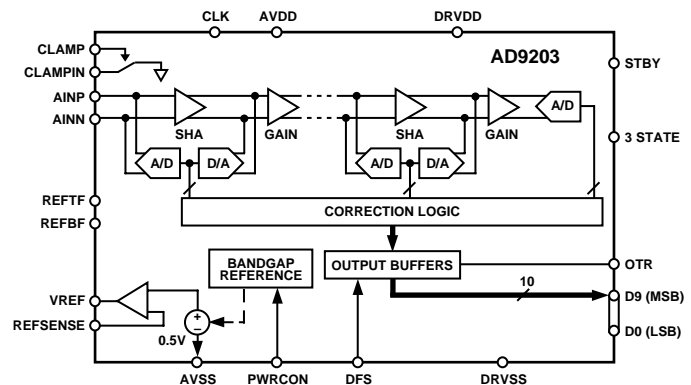 CLK AVDD DRVDD
CLAMP
AD9203
CLAMPIN
STBY
AINP
A/D
AINN
SHA GAIN SHA GAIN
3 STATE
A/D D/A A/D D/A
REFTF
CORRECTION LOGIC
REFBF
BANDGAP
REFERENCE
OUTPUT BUFFERS
OTR
10
VREF
D9 (MSB)
+
–
REFSENSE
0.5V
D0 (LSB)
AVSS PWRCON DFS DRVSS